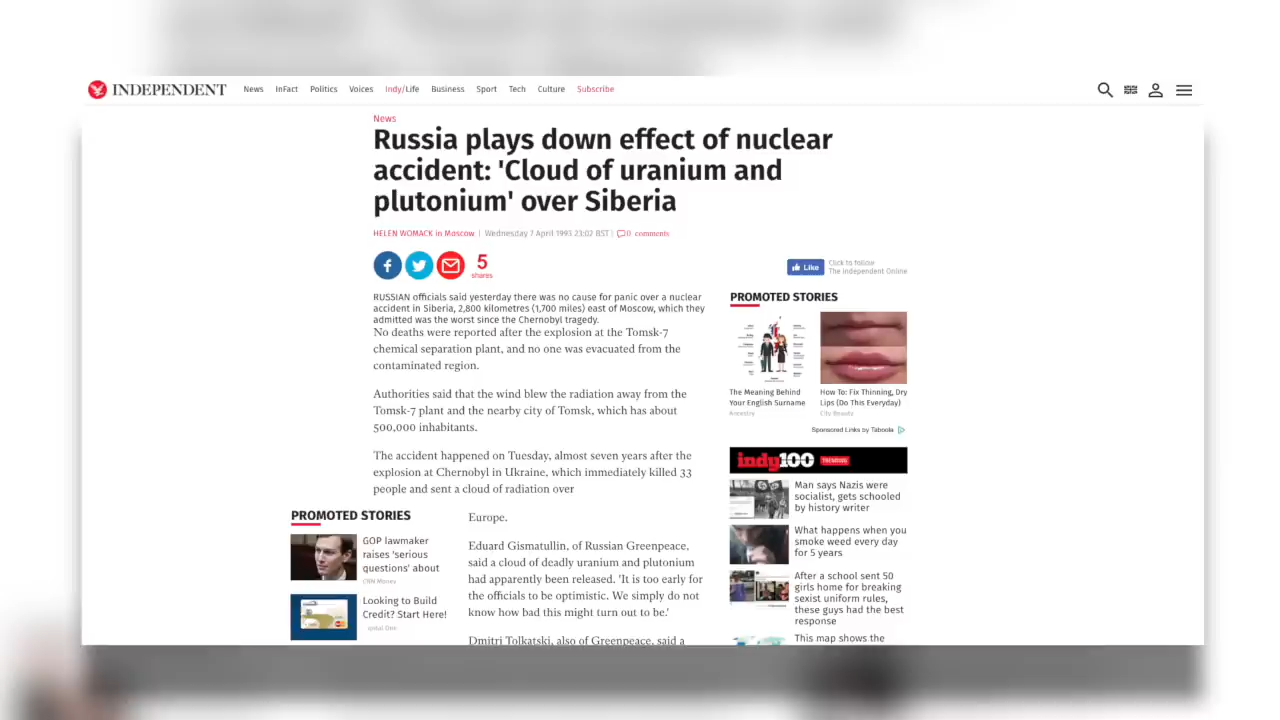 INDEPENDENT
News InFact Politics Voices Indy/Life Business Sport Tech Culture Subscribe
News
Russia plays down effect of nuclear
accident: 'Cloud of uranium and
plutonium' over Siberia
HELEN WOMACK in Moscow | Wednesday 7 April 1993 23:02 BST | 0 comments
5
shares
Like
Click to follow
The Independent Online
RUSSIAN officials said yesterday there was no cause for panic over a nuclear
accident in Siberia, 2,800 kilometres (1,700 miles) east of Moscow, which they
admitted was the worst since the Chernobyl tragedy.
No deaths were reported after the explosion at the Tomsk-7
chemical separation plant, and no one was evacuated from the
contaminated region.
Authorities said that the wind blew the radiation away from the
Tomsk-7 plant and the nearby city of Tomsk, which has about
500,000 inhabitants.
The accident happened on Tuesday, almost seven years after the
explosion at Chernobyl in Ukraine, which immediately killed 33
people and sent a cloud of radiation over
Europe.
Eduard Gismatullin, of Russian Greenpeace,
said a cloud of deadly uranium and plutonium
had apparently been released. 'It is too early for
the officials to be optimistic. We simply do not
know how bad this might turn out to be.'
Dmitri Tolkatski, also of Greenpeace, said a
PROMOTED STORIES
GOP lawmaker
raises 'serious
questions' about
CNN Money
Looking to Build
Credit? Start Here!
PROMOTED STORIES
The Meaning Behind
Your English Surname
Ancestry
How To: Fix Thinning, Dry
Lips (Do This Everyday)
City Beauty
Sponsored Links by Taboola
indy100
Man says Nazis were
socialist, gets schooled
by history writer
What happens when you
smoke weed every day
for 5 years
After a school sent 50
girls home for breaking
sexist uniform rules,
these guys had the best
response
This map shows the